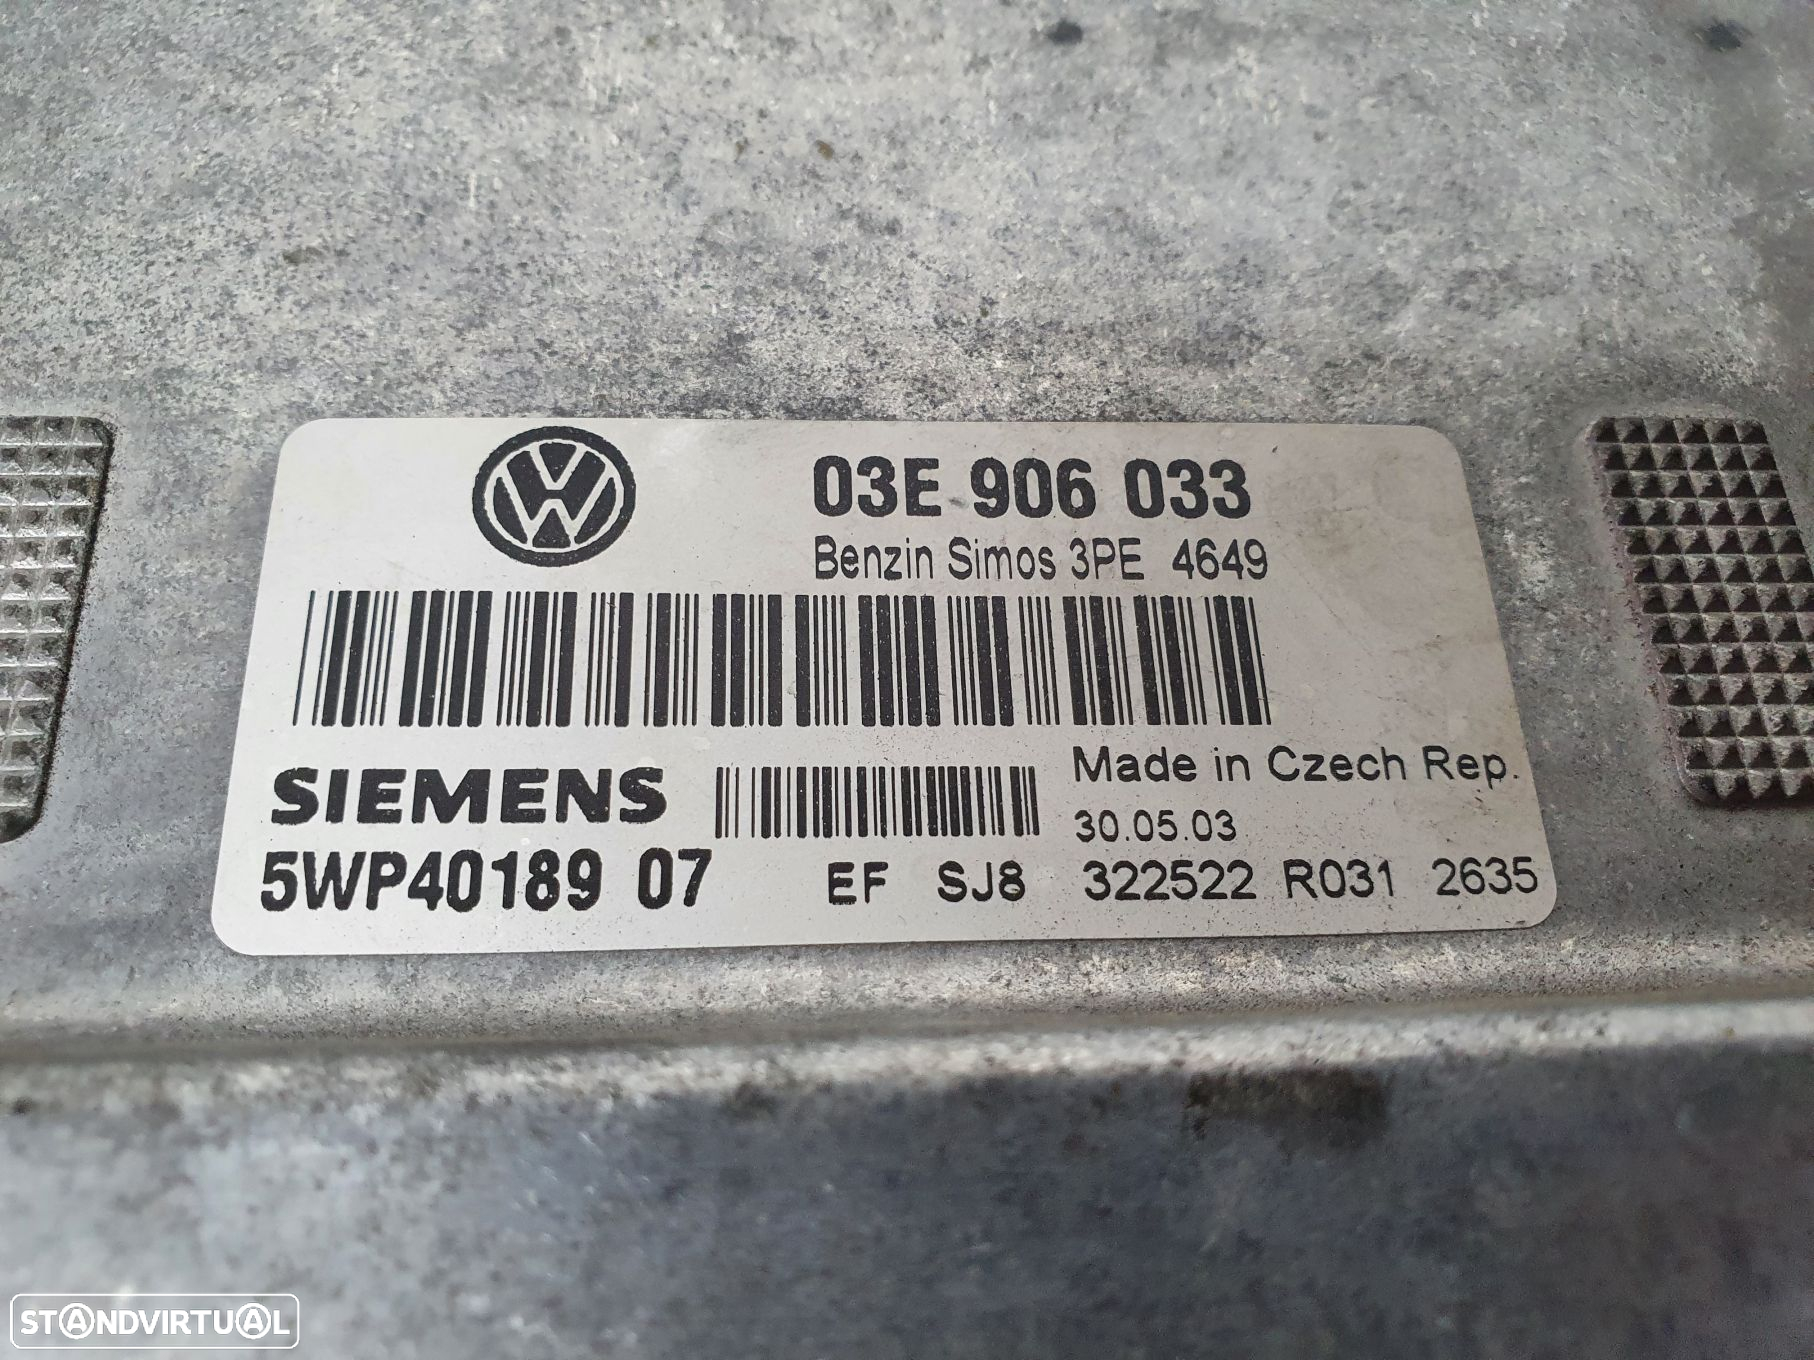 03E 906 033
Benzin Simos 3PE 4649
Made in Czech Rep.
SIEMENS
30.05.03
5WP40189 07 EF SJ8 322522 R031 2635
STANDVIRTUAL